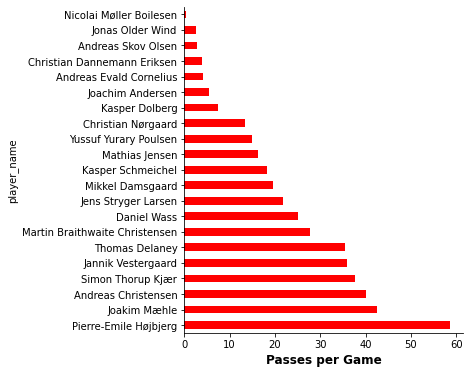 Nicolai Møller Boilesen
Jonas Older Wind
Andreas Skov Olsen
Christian Dannemann Eriksen
Andreas Evald Cornelius
Joachim Andersen
Kasper Dolberg
Christian Nørgaard
Yussuf Yurary Poulsen
Mathias Jensen
Kasper Schmeichel
Mikkel Damsgaard
Jens Stryger Larsen
Daniel Wass
Martin Braithwaite Christensen
Thomas Delaney
Jannik Vestergaard
Simon Thorup Kjær
Andreas Christensen
Joakim Mæhle
Pierre-Emile Højbjerg
player_name
0 10 20 30 40 50 60
Passes per Game